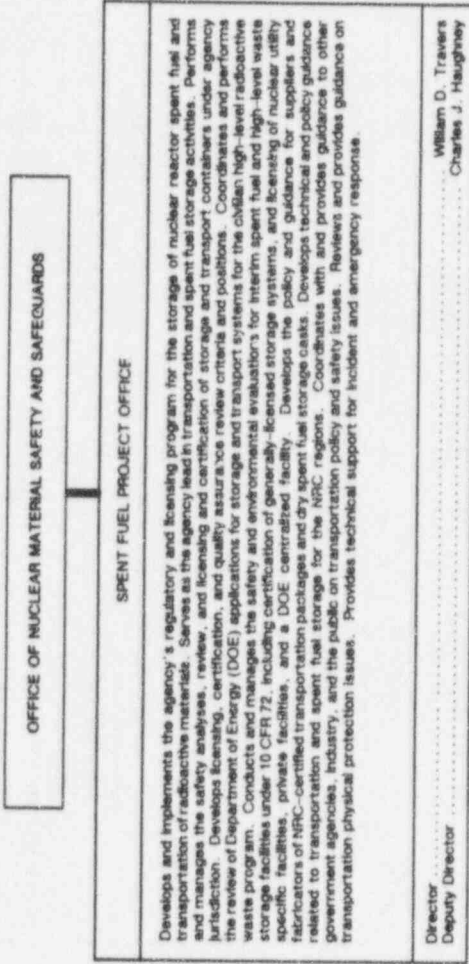 OFFICE OF NUCLEAR MATERIAL SAFETY AND SAFEGUARDS
SPENT FUEL PROJECT OFFICE
Develops and implements the agency's regulatory and licensing program for the storage of nuclear reactor spent fuel and
transportation of radioactive materials. Serves as the agency lead in transportation and spent fuel storage activities. Performs
and manages the safety analyses, review, and licensing and certification of storage and transport containers under agency
jurisdiction. Develops licensing, certification, and quality assurance review criteria and positions. Coordinates and performs
the review of Department of Energy (DOE) applications for storage and transport systems for the civilian high-level radioactive
waste program. Conducts and manages the safety and environmental evaluations for interim spent fuel and high-level waste
storage facilities under 10 CFR 72, including certification of generally-licensed storage systems, and licensing of nuclear utility
specific facilities, private facilities, and a DOE centralized facility. Develops the policy and guidance for suppliers and
fabricators of NRC-certified transportation packages and dry spent fuel storage casks. Develops technical and policy guidance
related to transportation and spent fuel storage for the NRC regions. Coordinates with and provides guidance to other
government agencies, industry, and the public on transportation policy and safety issues. Reviews and provides guidance on
transportation physical protection issues. Provides technical support for incident and emergency response.
Director ........ William D. Travers
Deputy Director ........ Charles J. Haughney